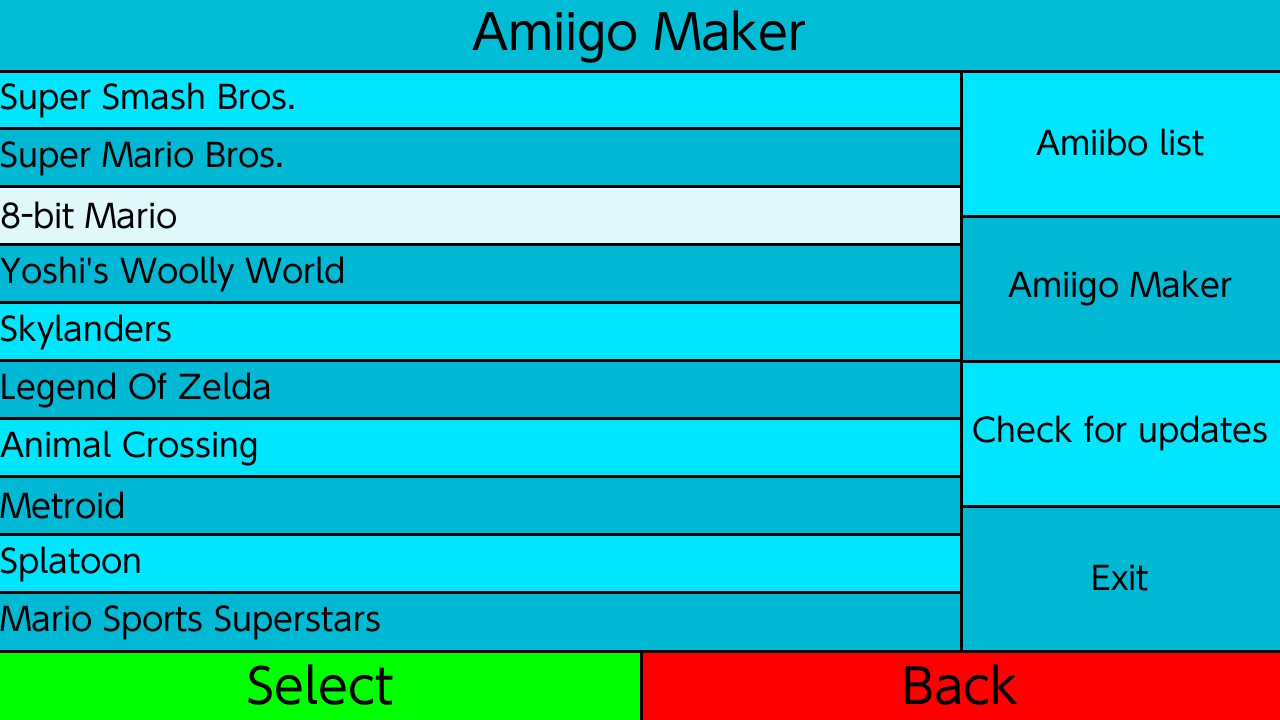 Amiigo Maker
Super Smash Bros.
Super Mario Bros.
8-bit Mario
Yoshi's Woolly World
Skylanders
Legend Of Zelda
Animal Crossing
Metroid
Splatoon
Mario Sports Superstars
Amiibo list
Amiigo Maker
Check for updates
Exit
Select
Back